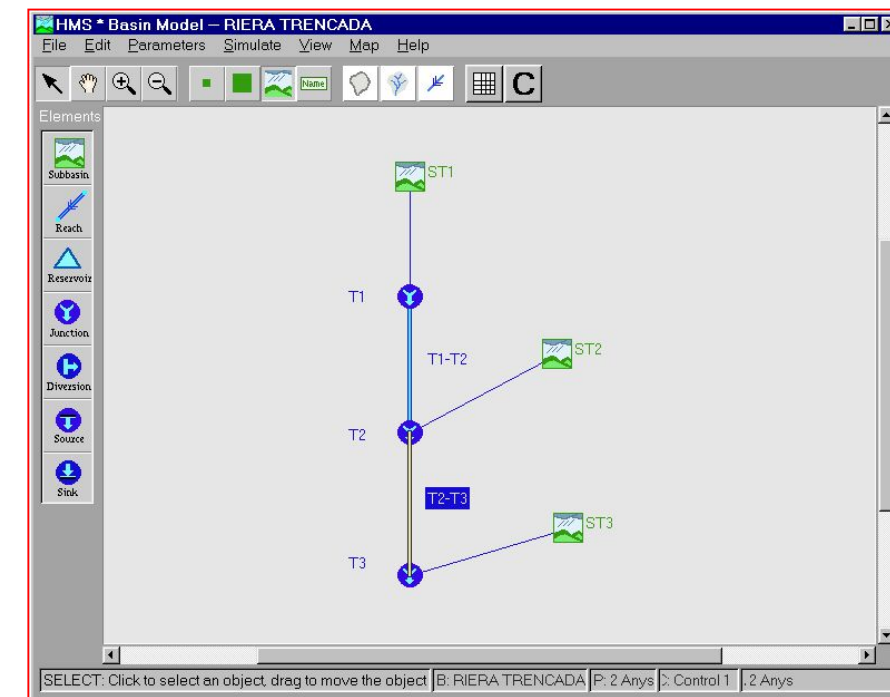 HMS * Basin Model – RIERA TRENCADA
File Edit Parameters Simulate View Map Help
Name
C
Elements
Subbasin
Reach
Reservoir
Junction
Diversion
Source
Sink
ST1
T1
T1-T2
ST2
T2
T2-T3
ST3
T3
SELECT: Click to select an object, drag to move the object B: RIERA TRENCADA P: 2 Anys C: Control 1 . 2 Anys